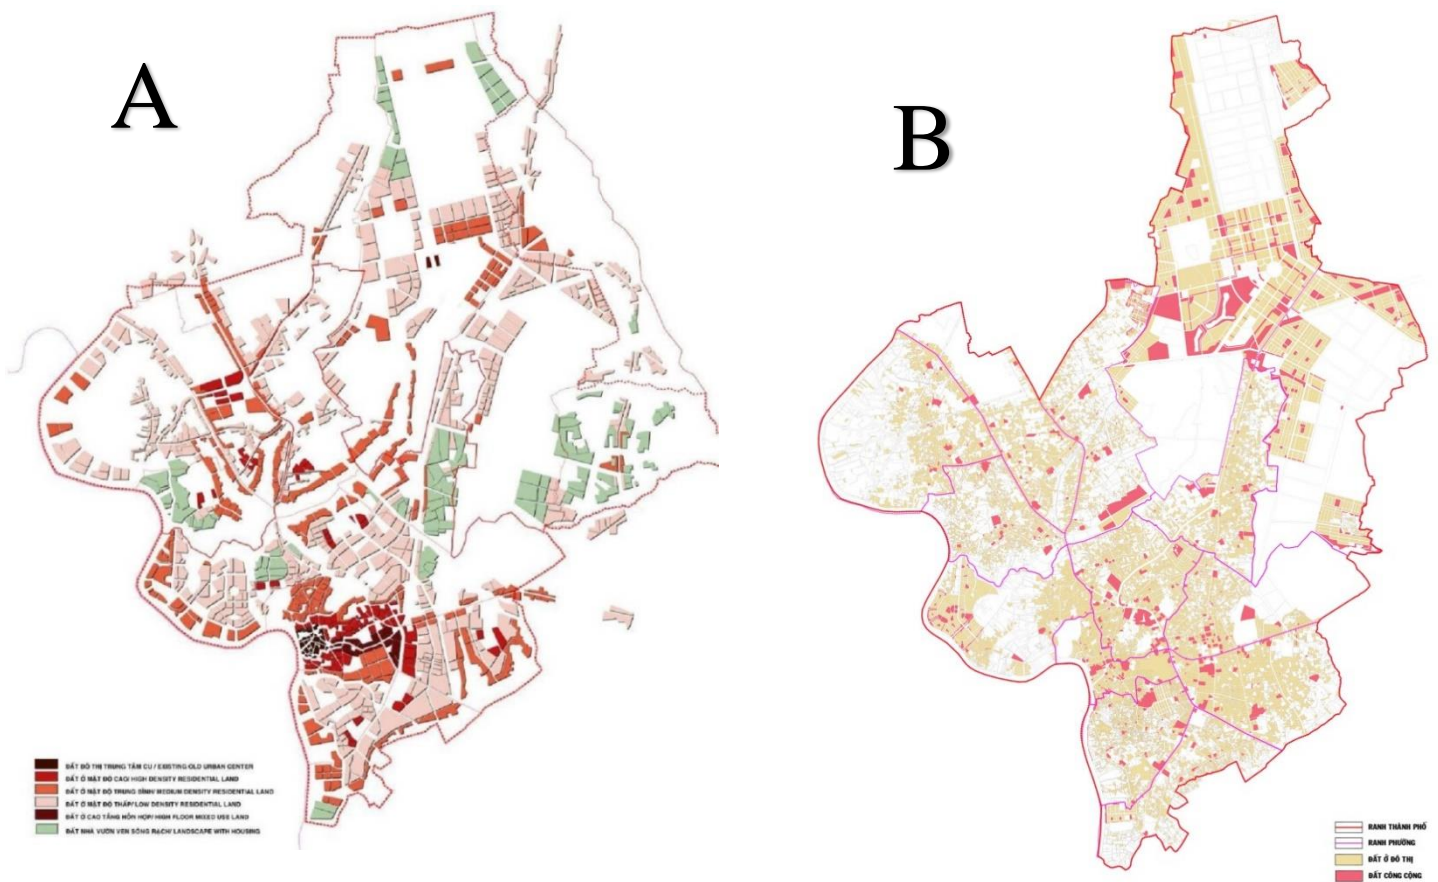 A
B
ĐẤT ĐÔ THỊ TRUNG TÂM CŨ / EXISTING OLD URBAN CENTER
ĐẤT Ở MẬT ĐỘ CAO/ HIGH DENSITY RESIDENTIAL LAND
ĐẤT Ở MẬT ĐỘ TRUNG BÌNH/ MEDIUM DENSITY RESIDENTIAL LAND
ĐẤT Ở MẬT ĐỘ THẤP/ LOW DENSITY RESIDENTIAL LAND
ĐẤT Ở CAO TẦNG HỖN HỢP/ HIGH FLOOR MIXED USE LAND
ĐẤT NHÀ VƯỜN VEN SÔNG RẠCH/ LANDSCAPE WITH HOUSING
RANH THÀNH PHỐ
RANH PHƯỜNG
ĐẤT Ở ĐÔ THỊ
ĐẤT CÔNG CỘNG